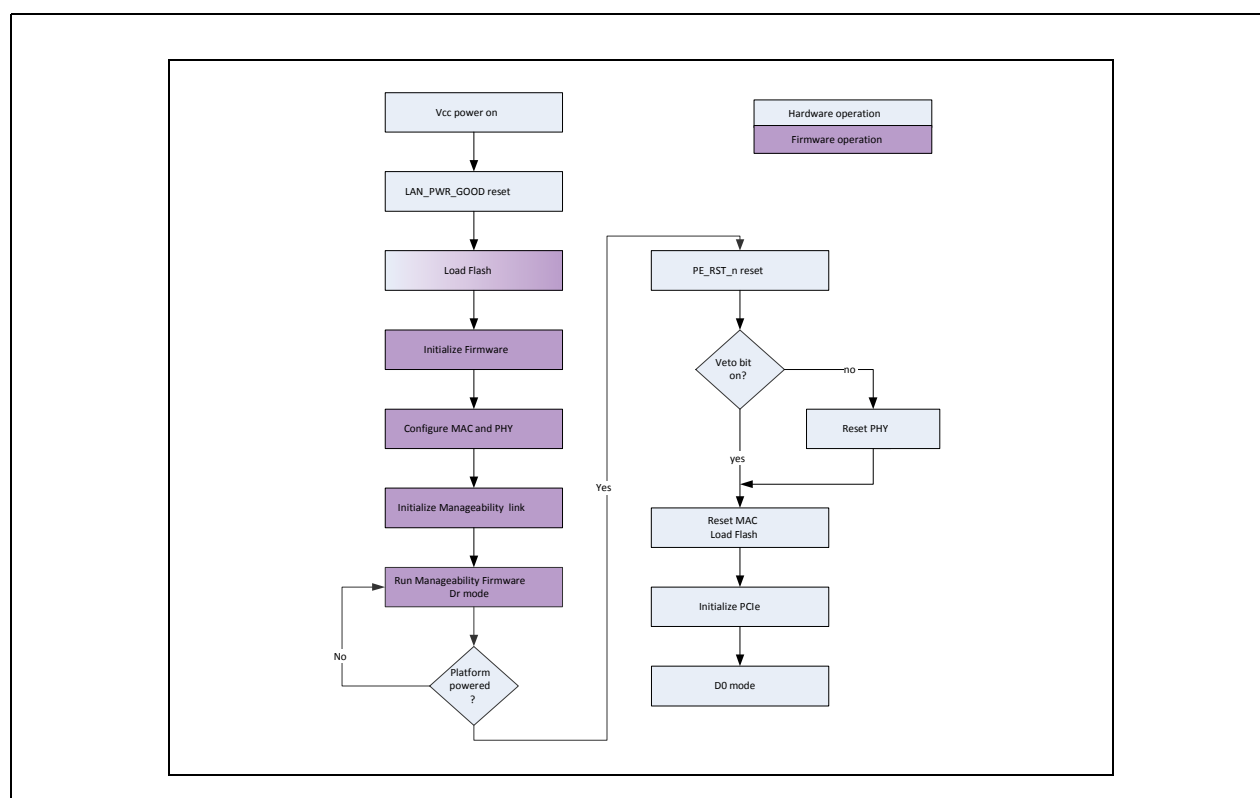 Vcc power on
LAN_PWR_GOOD reset
Load Flash
Initialize Firmware
Configure MAC and PHY
Initialize Manageability link
Run Manageability Firmware
Dr mode
No
Platform
powered
?
Yes
Hardware operation
Firmware operation
PE_RST_n reset
Veto bit
on?
no
Reset PHY
yes
Reset MAC
Load Flash
Initialize PCIe
D0 mode